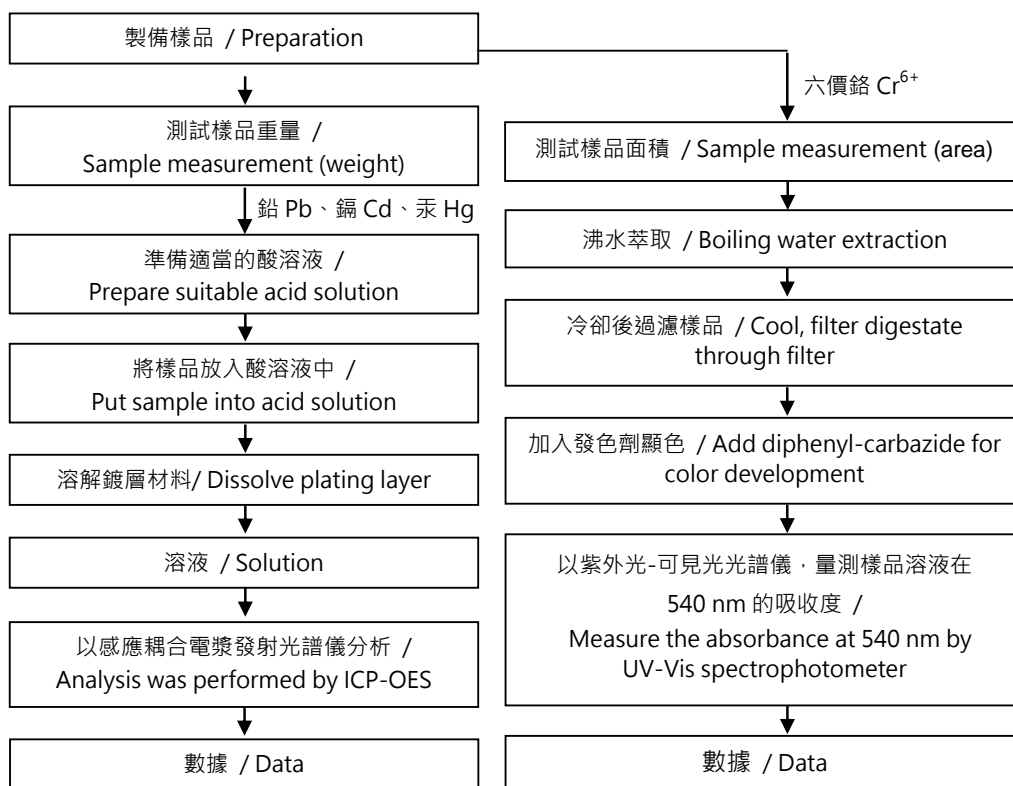 製備樣品 / Preparation
測試樣品重量 /
Sample measurement (weight)
鉛 Pb、鎘 Cd、汞 Hg
準備適當的酸溶液 /
Prepare suitable acid solution
將樣品放入酸溶液中 /
Put sample into acid solution
溶解鍍層材料/ Dissolve plating layer
溶液 / Solution
以感應耦合電漿發射光譜儀分析 /
Analysis was performed by ICP-OES
數據 / Data
六價鉻 Cr⁶⁺
測試樣品面積 / Sample measurement (area)
沸水萃取 / Boiling water extraction
冷卻後過濾樣品 / Cool, filter digestate
through filter
加入發色劑顯色 / Add diphenyl-carbazide for
color development
以紫外光-可見光光譜儀，量測樣品溶液在
540 nm 的吸收度 /
Measure the absorbance at 540 nm by
UV-Vis spectrophotometer
數據 / Data